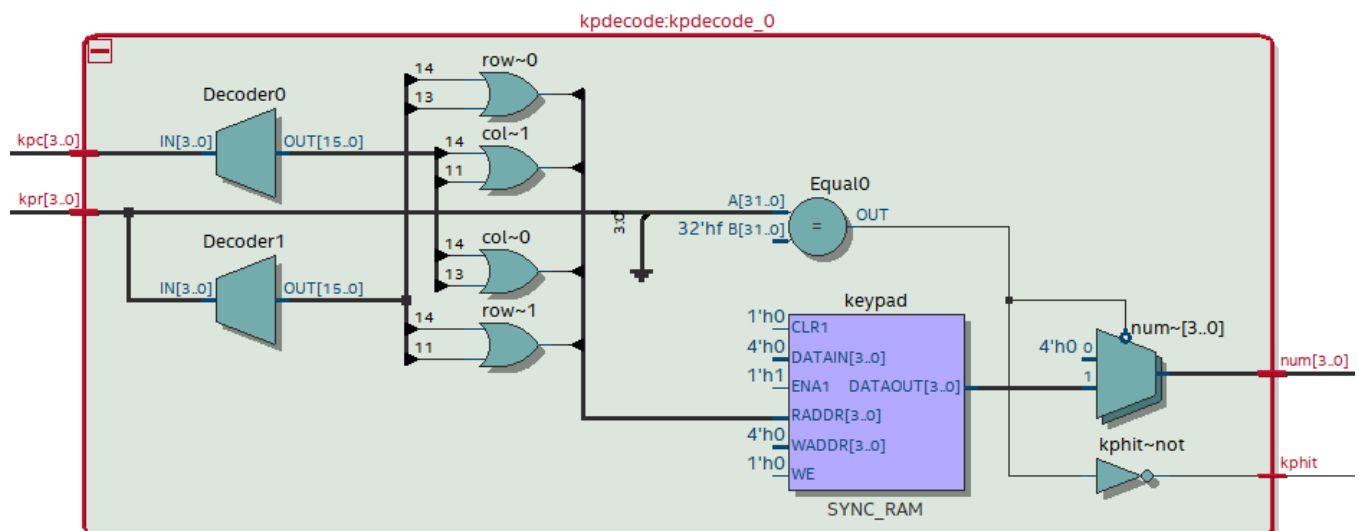 kpdecode:kpdecode_0
row~0
14
13
Decoder0
kpc[3..0]
IN[3..0]
OUT[15..0]
col~1
14
11
kpr[3..0]
Equal0
A[31..0]
32'hf B[31..0]
=
OUT
3:0
Decoder1
IN[3..0]
OUT[15..0]
col~0
14
13
row~1
14
11
keypad
1'h0
CLR1
4'h0
DATAIN[3..0]
1'h1
ENA1
DATAOUT[3..0]
RADDR[3..0]
4'h0
WADDR[3..0]
1'h0
WE
SYNC_RAM
num~[3..0]
4'h0
0
1
num[3..0]
kphit~not
kphit